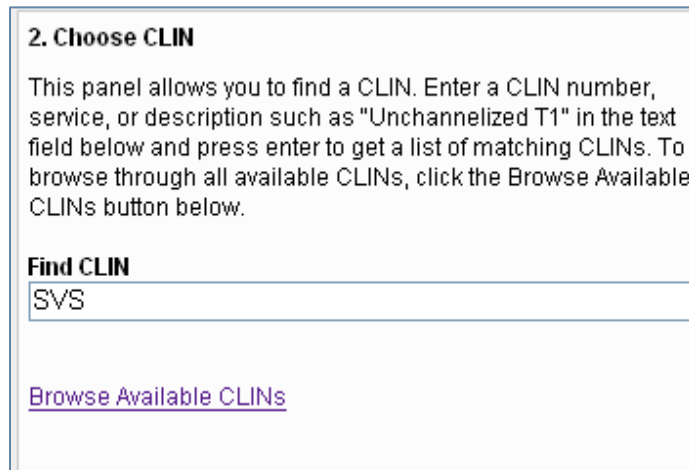 2. Choose CLIN
This panel allows you to find a CLIN. Enter a CLIN number,
service, or description such as "Unchannelized T1" in the text
field below and press enter to get a list of matching CLINs. To
browse through all available CLINs, click the Browse Available
CLINs button below.
Find CLIN
SVS
Browse Available CLINs